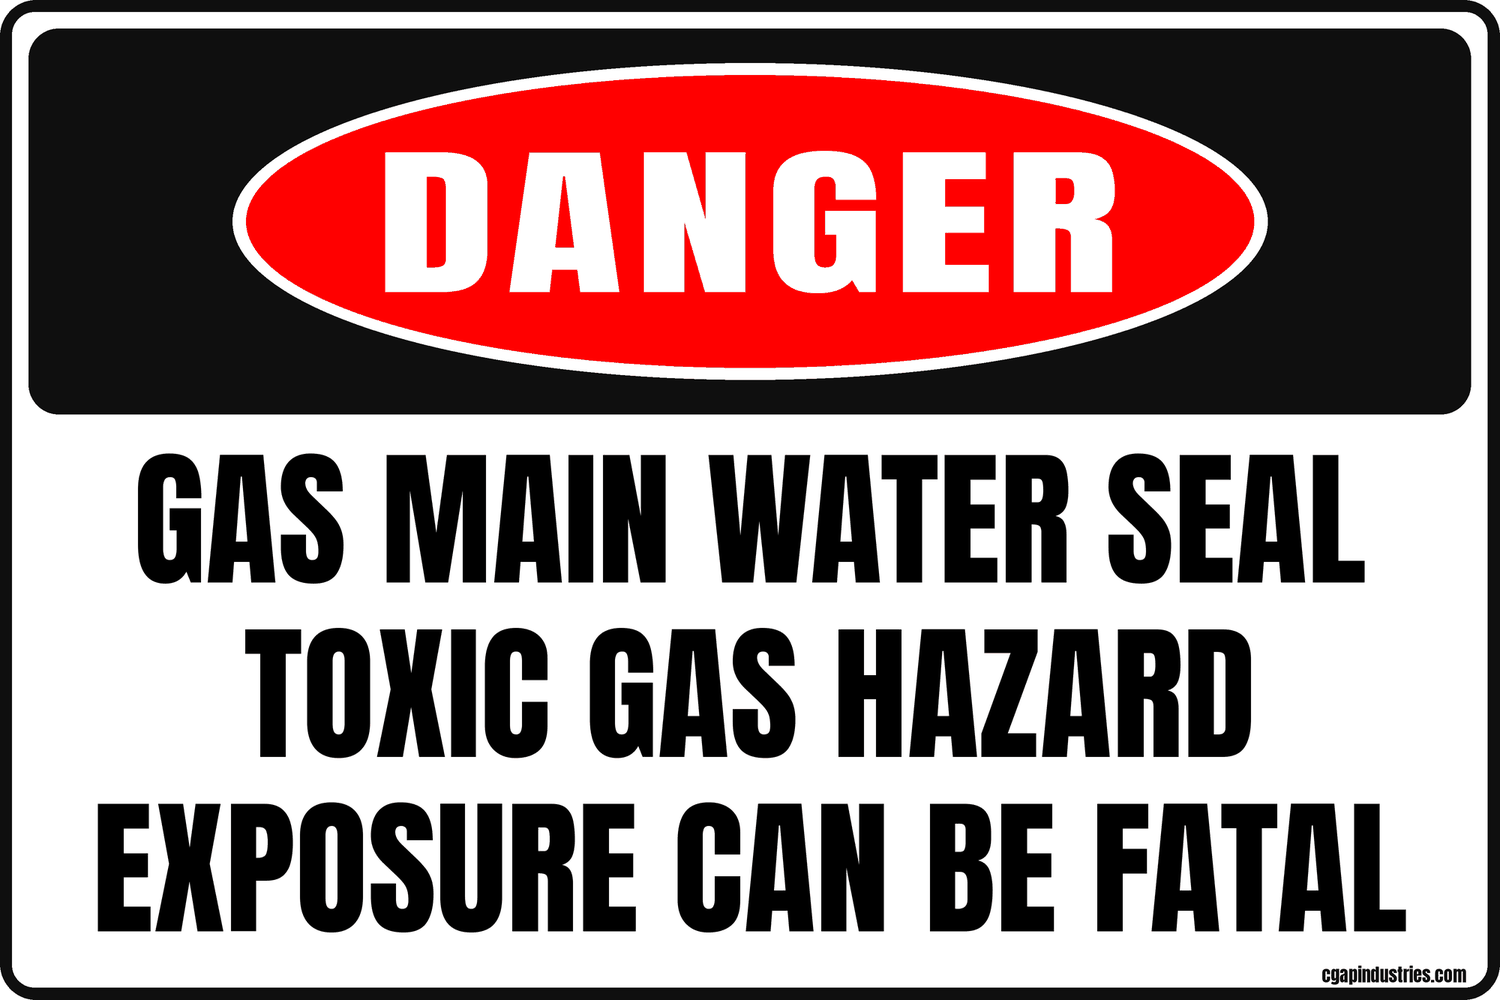 DANGER
GAS MAIN WATER SEAL
TOXIC GAS HAZARD
EXPOSURE CAN BE FATAL
cgapindustries.com